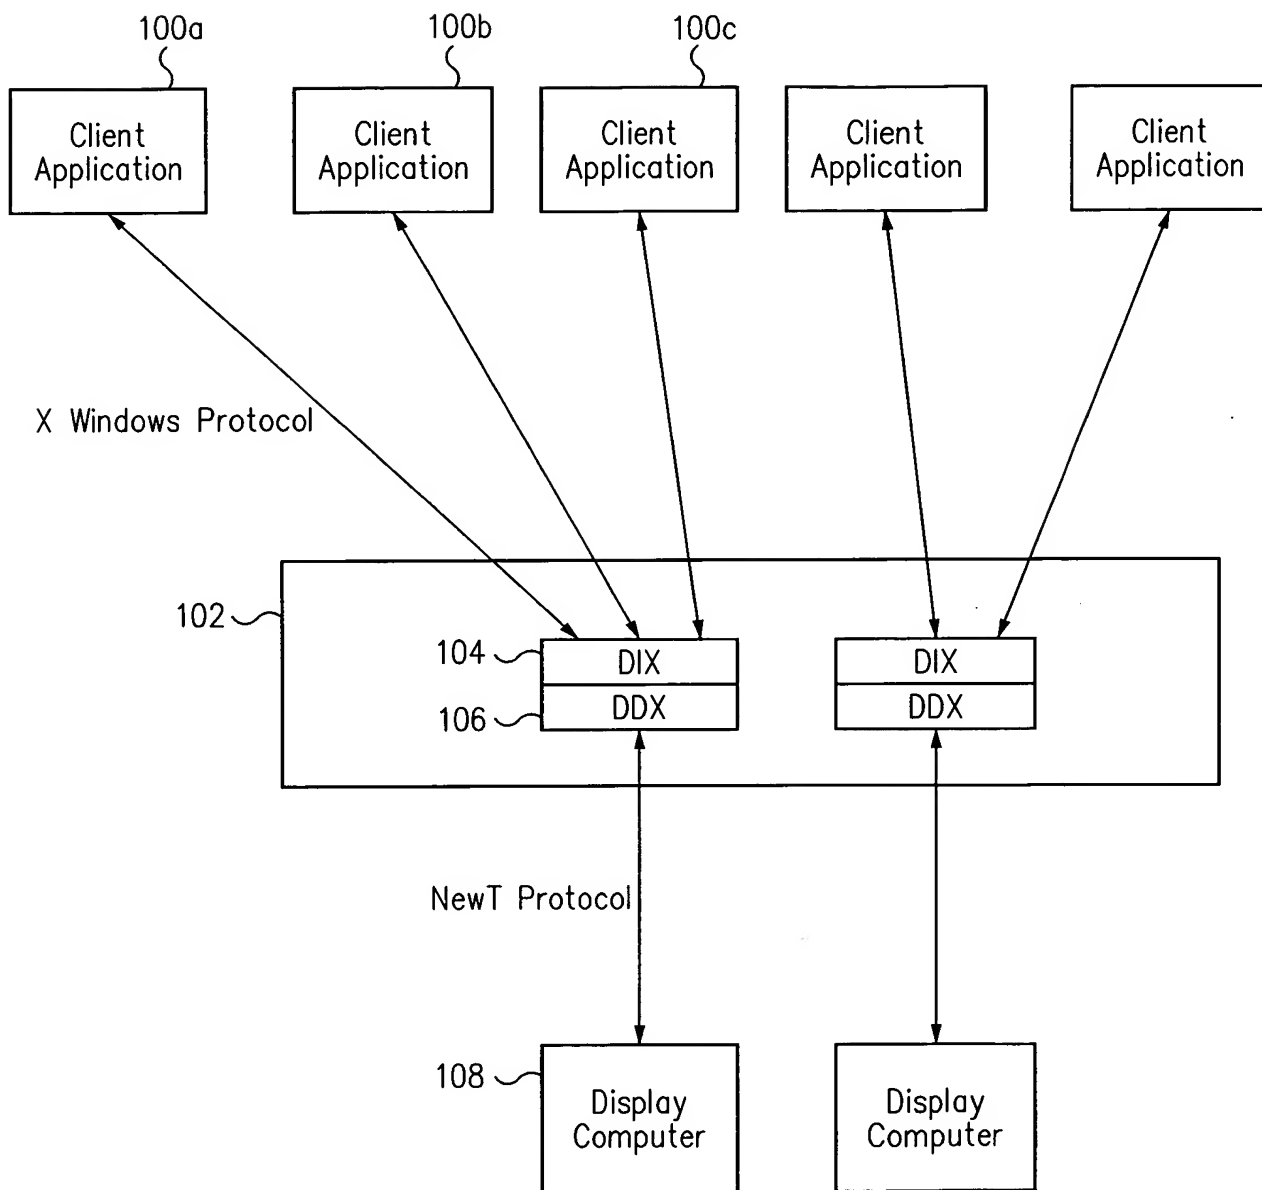 100a
100b
100c
Client
Application
Client
Application
Client
Application
Client
Application
Client
Application
X Windows Protocol
102
104
DIX
DIX
106
DDX
DDX
NewT Protocol
108
Display
Computer
Display
Computer